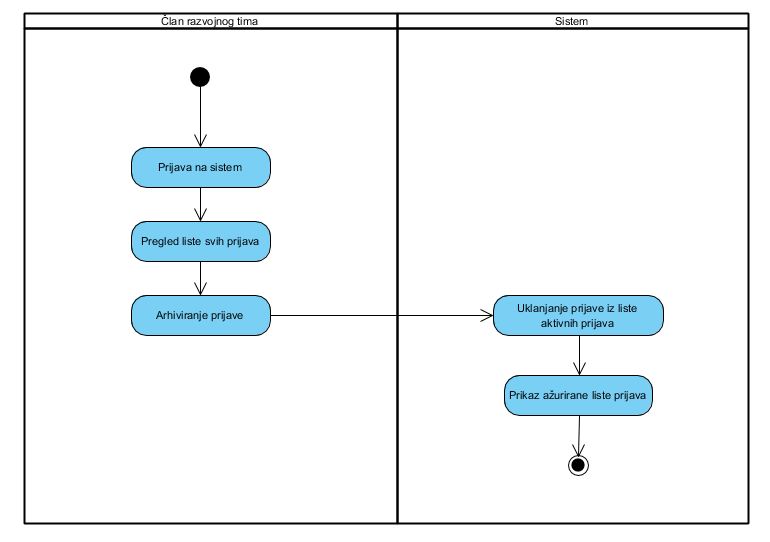 Član razvojnog tima
Sistem
Prijava na sistem
Pregled liste svih prijava
Arhiviranje prijave
Uklanjanje prijave iz liste
aktivnih prijava
Prikaz ažurirane liste prijava